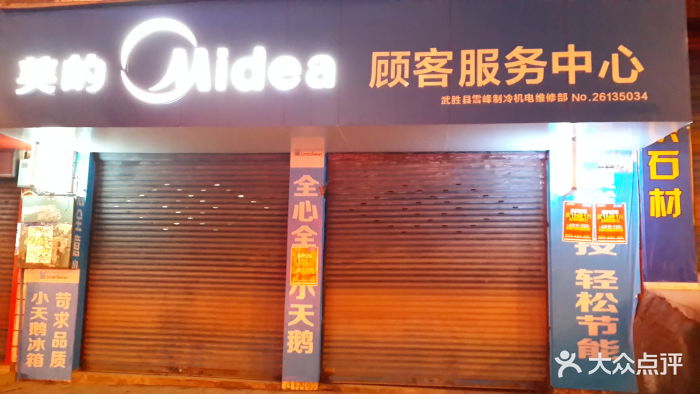 美的 Midea 顾客服务中心
武胜县雪峰制冷机电维修部 No.26135034
石材
全心全
小天鹅
轻松节能
苛求品质
小天鹅冰箱
大众点评